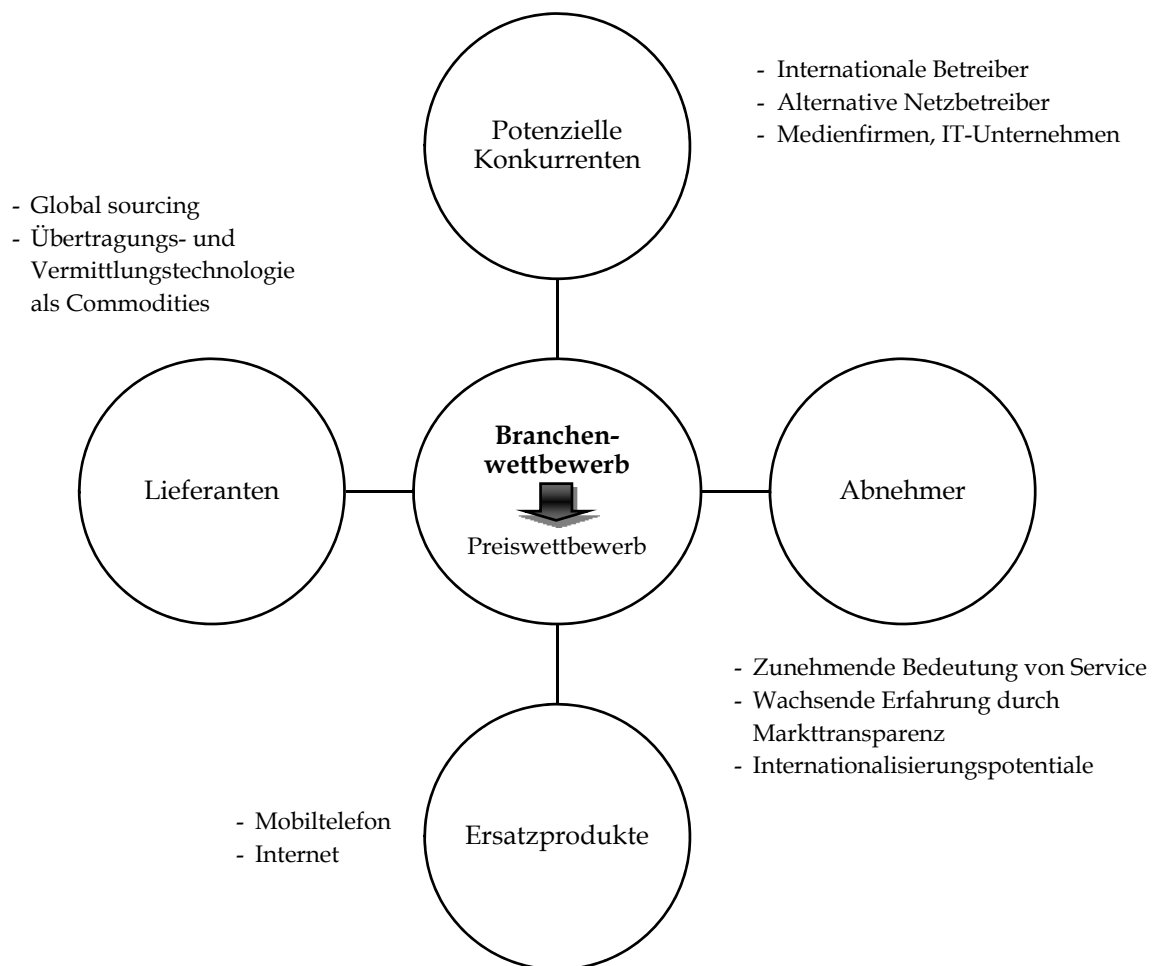 - Internationale Betreiber
- Alternative Netzbetreiber
- Medienfirmen, IT-Unternehmen
Potenzielle
Konkurrenten
- Global sourcing
- Übertragungs- und
Vermittlungstechnologie
als Commodities
Lieferanten
Branchen-
wettbewerb
Preiswettbewerb
Abnehmer
- Zunehmende Bedeutung von Service
- Wachsende Erfahrung durch
Markttransparenz
- Internationalisierungspotentiale
- Mobiltelefon
- Internet
Ersatzprodukte